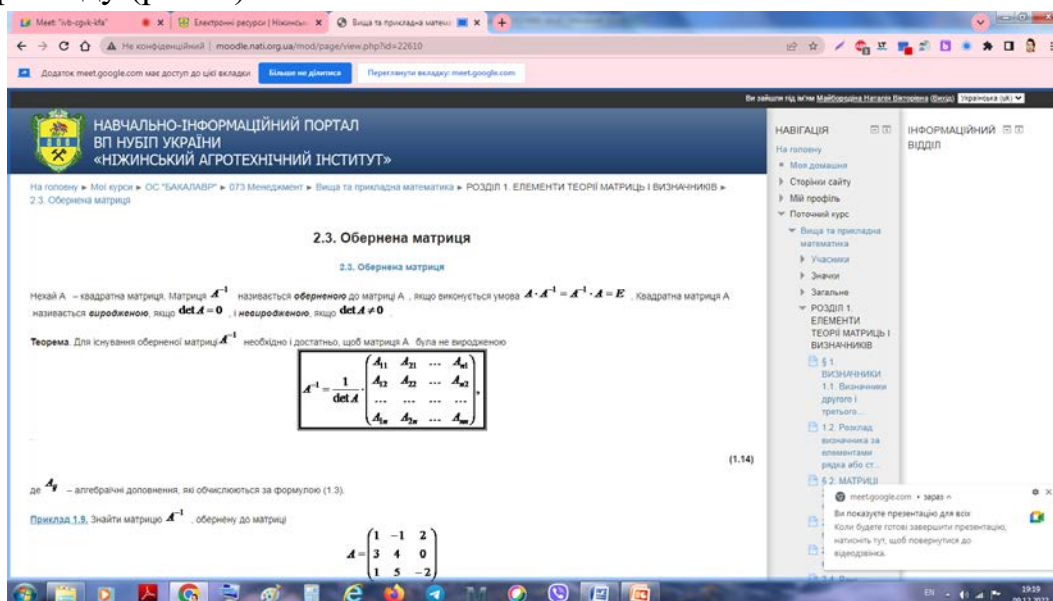 Meet: "ivb-cgvk-kfa"
Електронні ресурси | Ніжинськ
Вища та прикладна матема
Не конфіденційний | moodle.nati.org.ua/mod/page/view.php?id=22610
Додаток meet.google.com має доступ до цієї вкладки
Більше не ділитися
Переглянути вкладку: meet.google.com
Ви зайшли під ім'ям Майбородіна Наталія Вікторівна (Вихід) Українська (uk)
НАВЧАЛЬНО-ІНФОРМАЦІЙНИЙ ПОРТАЛ
ВП НУБІП УКРАЇНИ
«НІЖИНСЬКИЙ АГРОТЕХНІЧНИЙ ІНСТИТУТ»
На головну ► Мої курси ► ОС "БАКАЛАВР" ► 073 Менеджмент ► Вища та прикладна математика ► РОЗДІЛ 1. ЕЛЕМЕНТИ ТЕОРІЇ МАТРИЦЬ І ВИЗНАЧНИКІВ ►
2.3. Обернена матриця
2.3. Обернена матриця
2.3. Обернена матриця
Нехай А – квадратна матриця. Матриця A⁻¹ називається оберненою до матриці А , якщо виконується умова A·A⁻¹ = A⁻¹·A = E . Квадратна матриця А
називається виродженою, якщо det A = 0 , і невиродженою, якщо det A ≠ 0 .
Теорема. Для існування оберненої матриці A⁻¹ необхідно і достатньо, щоб матриця А була не виродженою
A₁₁ A₂₁ ... Aₙ₁
A⁻¹ = 1/det A · A₁₂ A₂₂ ... Aₙ₂ ,
... ... ... ...
A₁ₙ A₂ₙ ... Aₙₙ
(1.14)
де Aᵢⱼ – алгебраїчні доповнення, які обчислюються за формулою (1.3).
Приклад 1.9. Знайти матрицю A⁻¹ , обернену до матриці
1 -1 2
A = 3 4 0
1 5 -2
НАВІГАЦІЯ
На головну
Моя домашня
Сторінки сайту
Мій профіль
Поточний курс
Вища та прикладна
математика
Учасники
Значки
Загальне
РОЗДІЛ 1.
ЕЛЕМЕНТИ
ТЕОРІЇ МАТРИЦЬ І
ВИЗНАЧНИКІВ
§ 1.
ВИЗНАЧНИКИ
1.1. Визначники
другого і
третього...
1.2. Розклад
визначника за
елементами
рядка або ст...
§ 2. МАТРИЦІ
ІНФОРМАЦІЙНИЙ
ВІДДІЛ
meet.google.com • зараз
Ви показуєте презентацію для всіх
Коли будете готові завершити презентацію,
натисніть тут, щоб повернутися до
відеодзвінка.
EN
19:19
09.12.2022